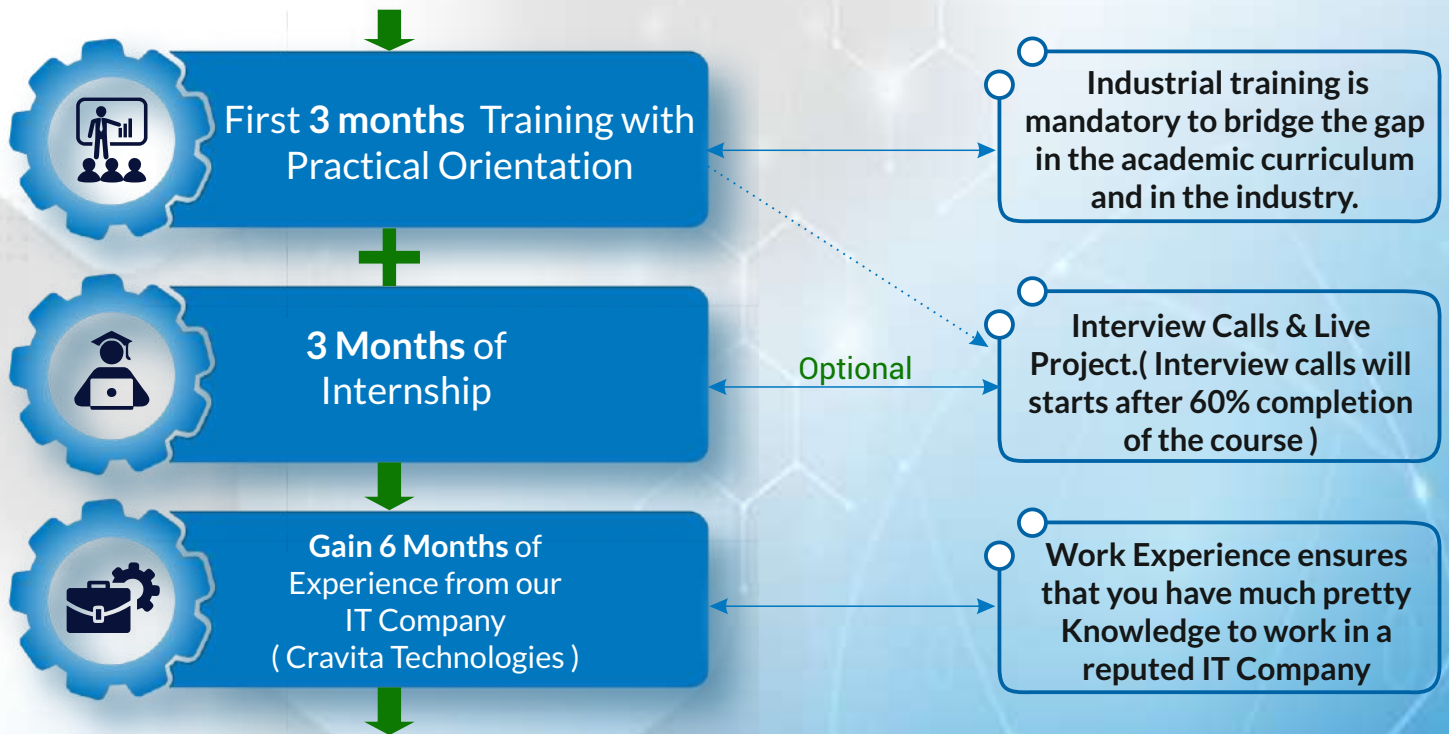 First 3 months Training with
Practical Orientation
Industrial training is
mandatory to bridge the gap
in the academic curriculum
and in the industry.
3 Months of
Internship
Optional
Interview Calls & Live
Project.( Interview calls will
starts after 60% completion
of the course )
Gain 6 Months of
Experience from our
IT Company
( Cravita Technologies )
Work Experience ensures
that you have much pretty
Knowledge to work in a
reputed IT Company